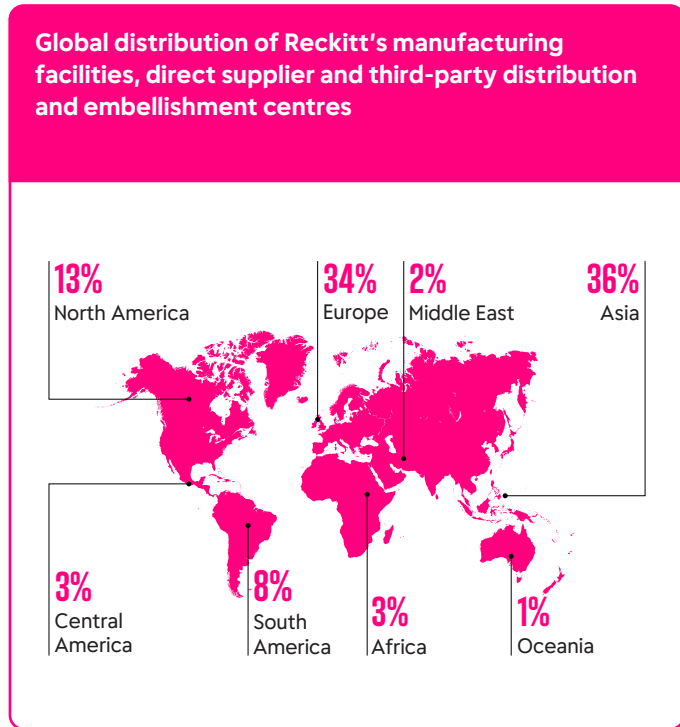 Global distribution of Reckitt’s manufacturing
facilities, direct supplier and third-party distribution
and embellishment centres
13%
North America
34%
Europe
2%
Middle East
36%
Asia
3%
Central
America
8%
South
America
3%
Africa
1%
Oceania